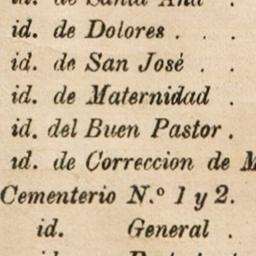 id. de Santa Ana .
id. de Dolores . . .
id. de San José . .
id. de Maternidad .
id. del Buen Pastor .
id. de Correccion de M
Cementerio N.º 1 y 2.
id. General .
id.